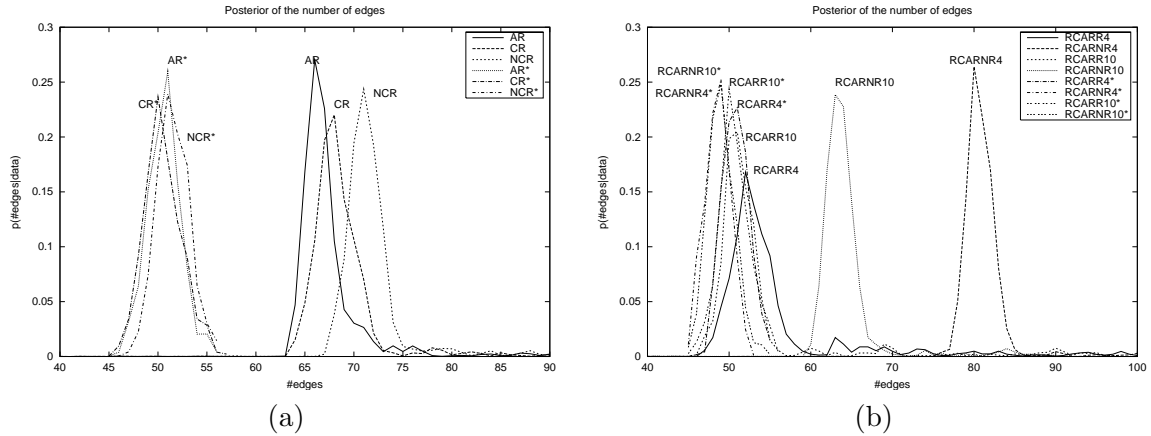 Posterior of the number of edges
0.3
0.25
0.2
0.15
0.1
0.05
0
p(#edges|data)
AR
CR
NCR
AR*
CR*
NCR*
AR*
AR
CR*
CR
NCR
NCR*
40 45 50 55 60 65 70 75 80 85 90
#edges
(a)
Posterior of the number of edges
0.3
0.25
0.2
0.15
0.1
0.05
0
p(#edges|data)
RCARR4
RCARNR4
RCARR10
RCARNR10
RCARR4*
RCARNR4*
RCARR10*
RCARNR10*
RCARNR4
RCARNR10*
RCARR10*
RCARNR10
RCARNR4*
RCARR4*
RCARR10
RCARR4
40 50 60 70 80 90 100
#edges
(b)